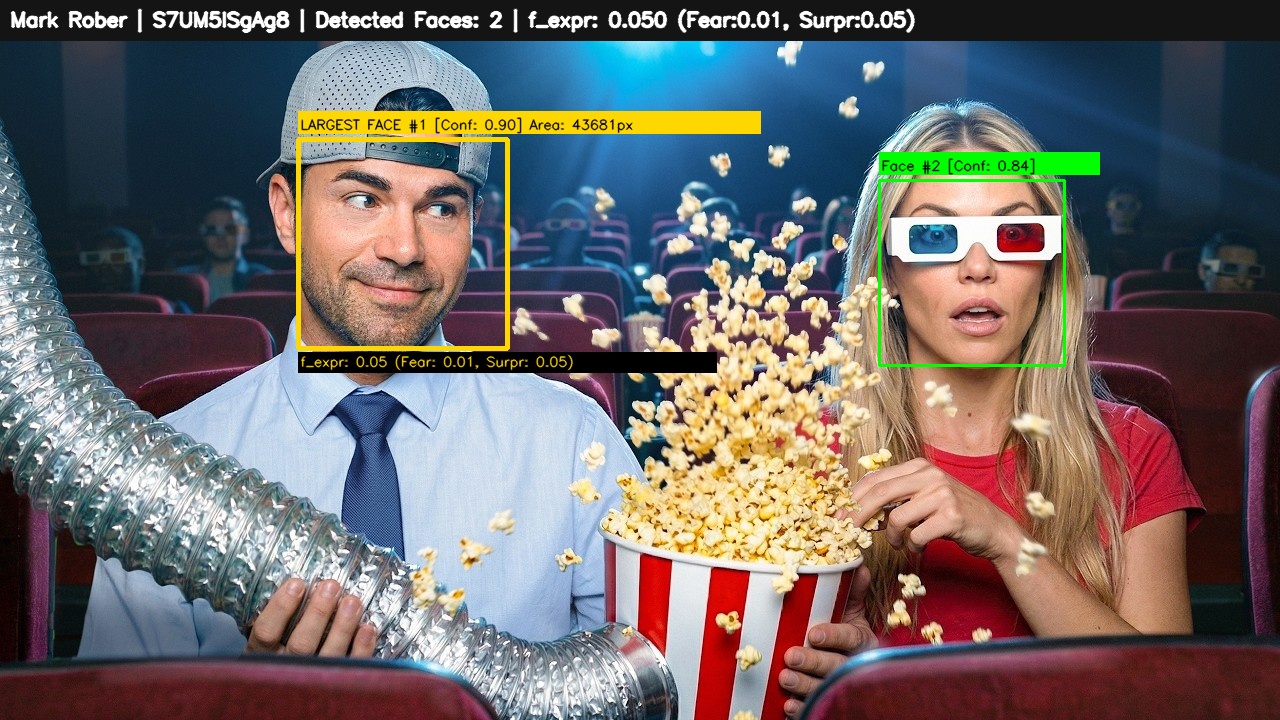 Mark Rober | S7UM5ISgAg8 | Detected Faces: 2 | f_expr: 0.050 (Fear:0.01, Surpr:0.05)
LARGEST FACE #1 [Conf: 0.90] Area: 43681px
Face #2 [Conf: 0.84]
f_expr: 0.05 (Fear: 0.01, Surpr: 0.05)